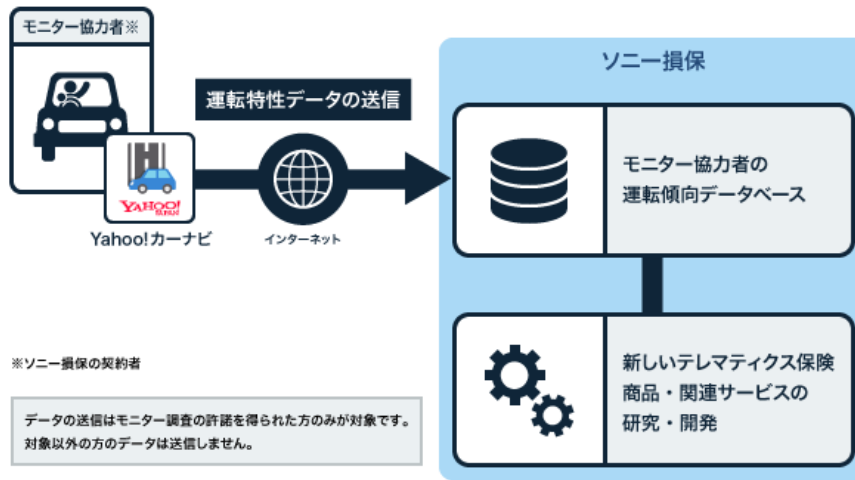 モニター協力者※
ソニー損保
運転特性データの送信
モニター協力者の
運転傾向データベース
YAHOO!
JAPAN
Yahoo!カーナビ
インターネット
※ソニー損保の契約者
新しいテレマティクス保険
商品・関連サービスの
研究・開発
データの送信はモニター調査の許諾を得られた方のみが対象です。
対象以外の方のデータは送信しません。